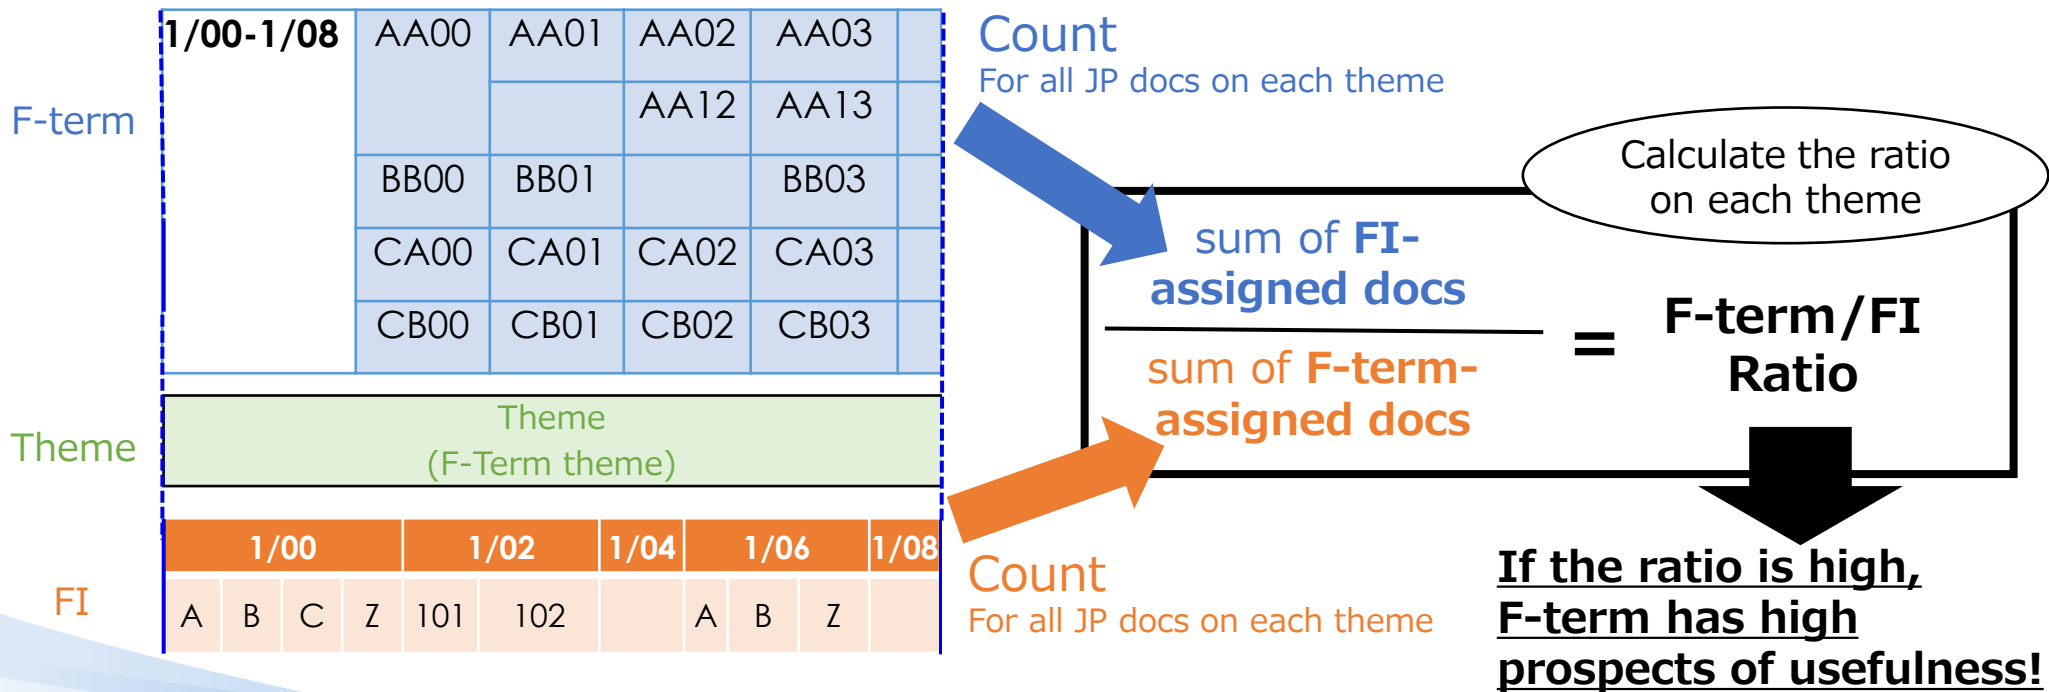 F-term
1/00-1/08 AA00 AA01 AA02 AA03
AA12 AA13
BB00 BB01 BB03
CA00 CA01 CA02 CA03
CB00 CB01 CB02 CB03
Theme
Theme
(F-Term theme)
FI
1/00 1/02 1/04 1/06 1/08
A B C Z 101 102 A B Z
Count
For all JP docs on each theme
Count
For all JP docs on each theme
Calculate the ratio
on each theme
sum of FI-
assigned docs
sum of F-term-
assigned docs
=
F-term/FI
Ratio
If the ratio is high,
F-term has high
prospects of usefulness!